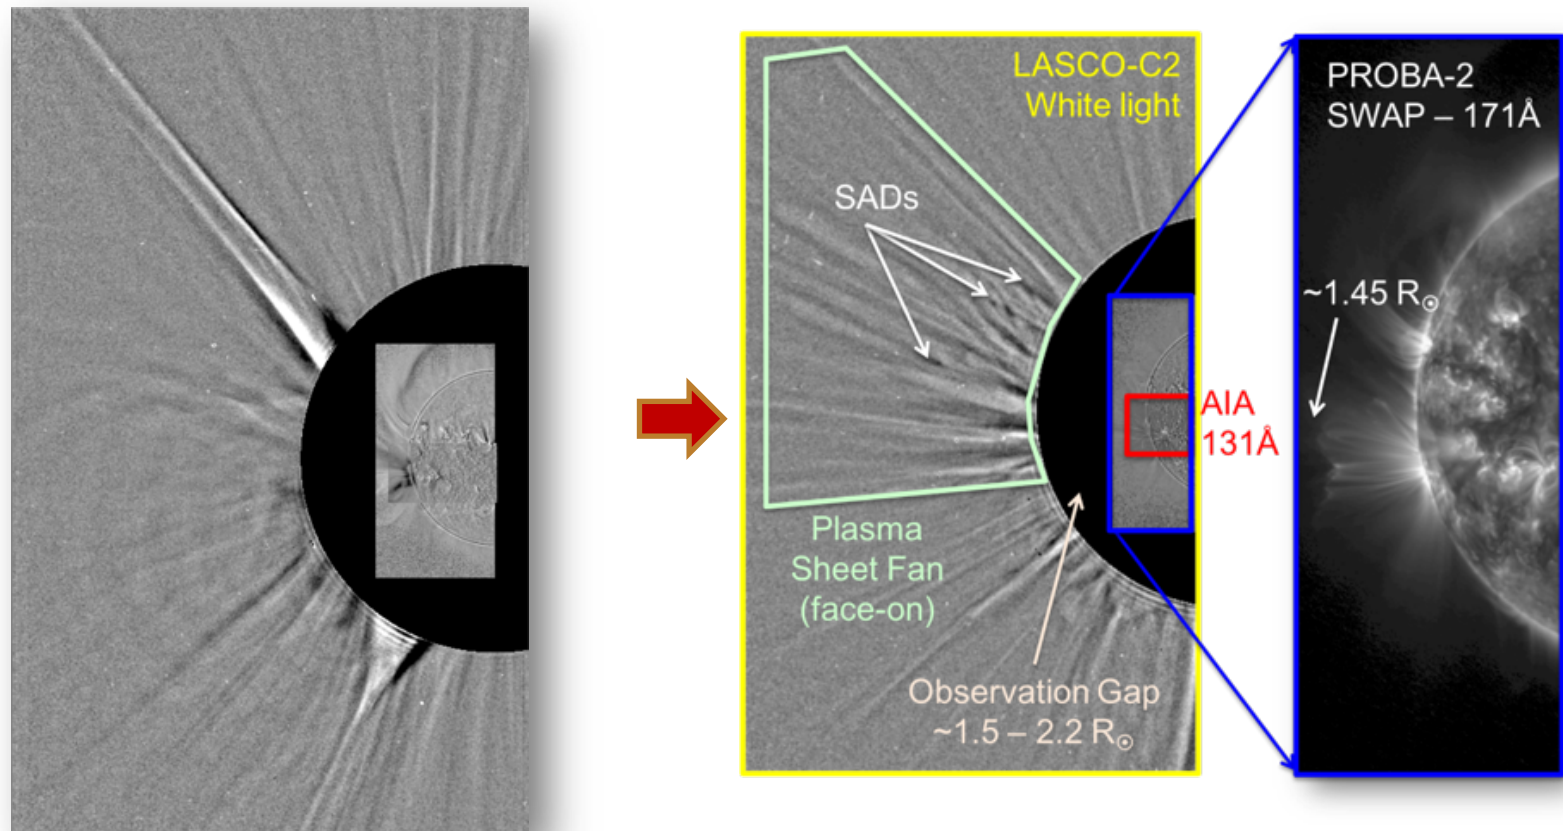 LASCO-C2
White light
SADs
Plasma
Sheet Fan
(face-on)
Observation Gap
~1.5 – 2.2 R☉
AIA
131Å
PROBA-2
SWAP – 171Å
~1.45 R☉